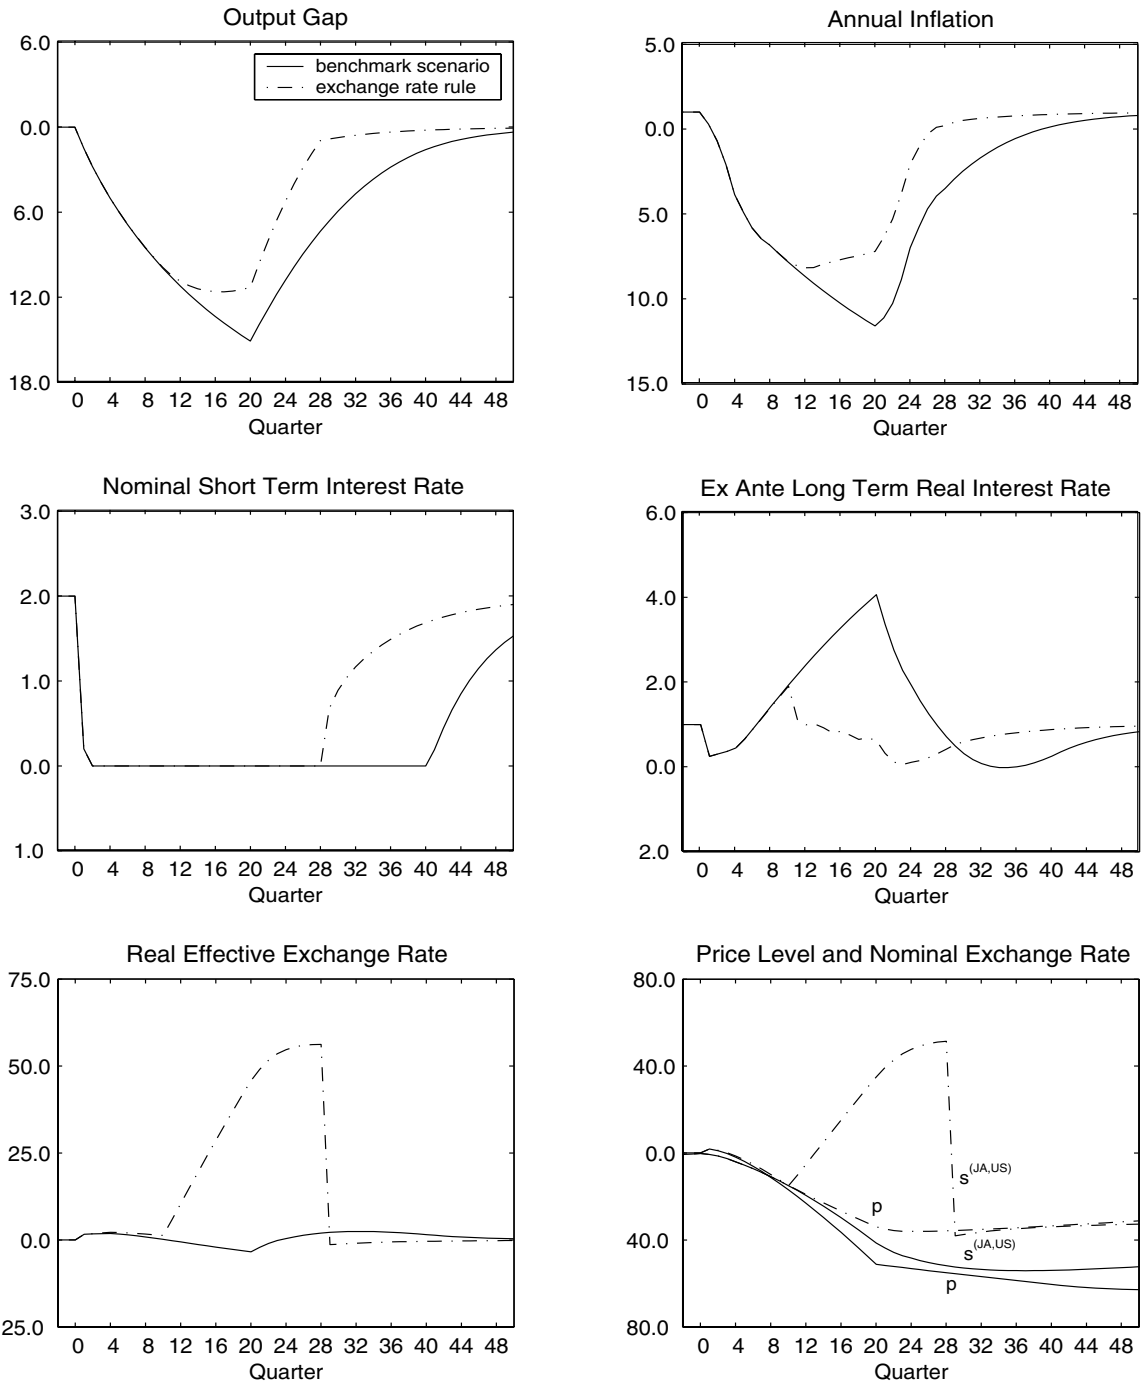 Output Gap
6.0
0.0
6.0
12.0
18.0
benchmark scenario
exchange rate rule
0 4 8 12 16 20 24 28 32 36 40 44 48
Quarter
Annual Inflation
5.0
0.0
5.0
10.0
15.0
0 4 8 12 16 20 24 28 32 36 40 44 48
Quarter
Nominal Short Term Interest Rate
3.0
2.0
1.0
0.0
1.0
0 4 8 12 16 20 24 28 32 36 40 44 48
Quarter
Ex Ante Long Term Real Interest Rate
6.0
4.0
2.0
0.0
2.0
0 4 8 12 16 20 24 28 32 36 40 44 48
Quarter
Real Effective Exchange Rate
75.0
50.0
25.0
0.0
25.0
0 4 8 12 16 20 24 28 32 36 40 44 48
Quarter
Price Level and Nominal Exchange Rate
80.0
40.0
0.0
40.0
80.0
s(JA,US)
p
s(JA,US)
p
0 4 8 12 16 20 24 28 32 36 40 44 48
Quarter